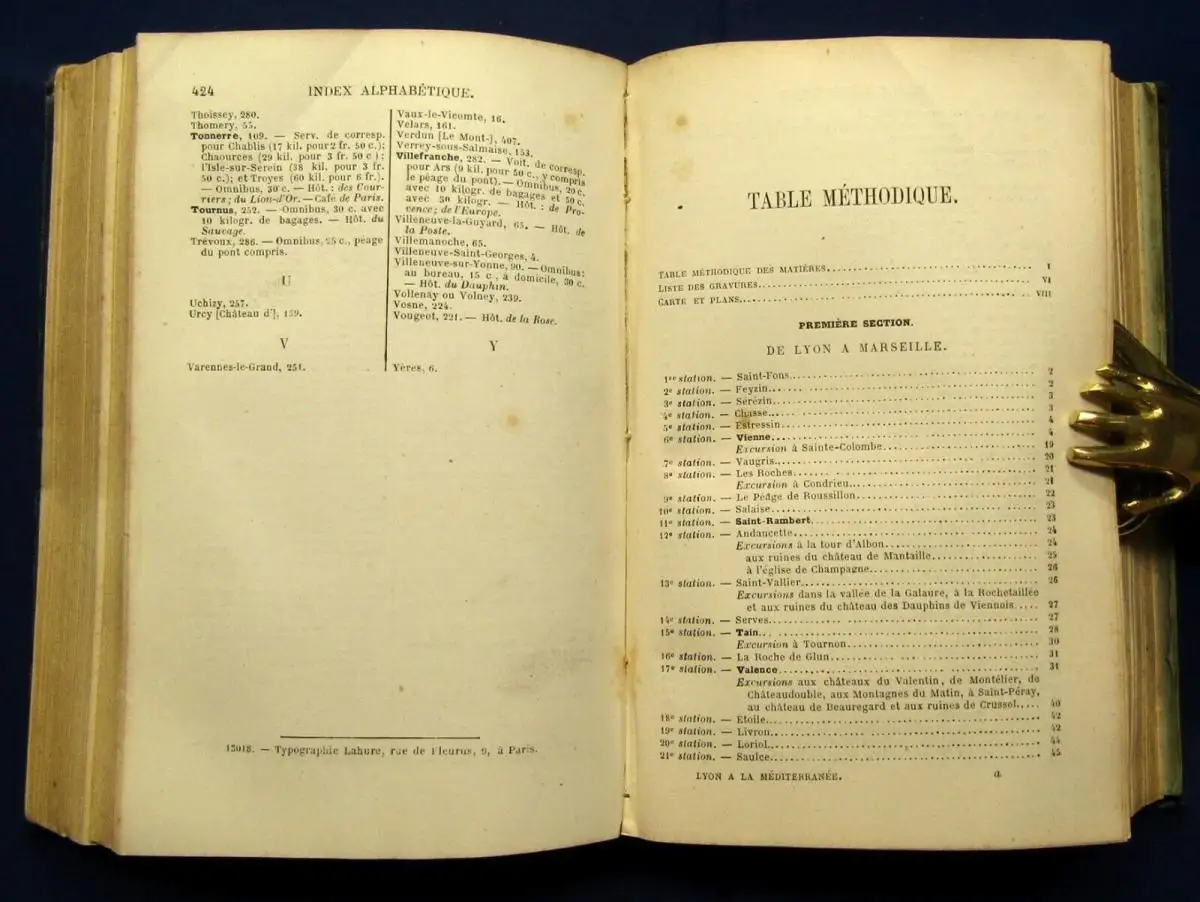 424
INDEX ALPHABÉTIQUE.
Thoissey, 280.
Thomery, 55.
Tonnerre, 109. — Serv. de corresp.
pour Chablis (17 kil. pour 2 fr. 50 c.);
Chaources (29 kil. pour 3 fr. 50 c);
l'Isle-sur-Serein (38 kil. pour 3 fr.
50 c.); et Troyes (60 kil. pour 6 fr.).
— Omnibus, 30 c. — Hôt. : des Cour-
riers; du Lion-d'Or. — Café de Paris.
Tournus, 252. — Omnibus, 30 c. avec
10 kilogr. de bagages. — Hôt. du
Sauvage.
Trévoux, 286. — Omnibus, 25 c., péage
du pont compris.
U
Uchizy, 257.
Urcy [Château d'], 159.
V
Varennes-le-Grand, 251.
Vaux-le-Vicomte, 16.
Velars, 161.
Verdun [Le Mont-], 407.
Verrey-sous-Salmaise, 153.
Villefranche, 282. — Voit. de corresp.
pour Ars (9 kil. pour 50 c., y compris
le péage du pont). — Omnibus, 20 c.
avec 10 kilogr. de bagages et 50 c.
avec 30 kilogr. — Hôt. : de Pro-
vence; de l'Europe.
Villeneuve-la-Guyard, 65. — Hôt. de
la Poste.
Villemanoche, 65.
Villeneuve-Saint-Georges, 4.
Villeneuve-sur-Yonne, 90. — Omnibus:
au bureau, 15 c., à domicile, 30 c.
— Hôt. du Dauphin.
Vollenay ou Volney, 239.
Vosne, 224.
Vougeot, 221. — Hôt. de la Rose.
Y
Yères, 6.
15018. — Typographie Lahure, rue de Fleurus, 9, à Paris.
TABLE MÉTHODIQUE.
TABLE MÉTHODIQUE DES MATIÈRES.......... I
LISTE DES GRAVURES.......... VI
CARTE ET PLANS.......... VIII
PREMIÈRE SECTION.
DE LYON A MARSEILLE.
1re station. — Saint-Fons.......... 2
2e station. — Feyzin.......... 2
3e station. — Sérézin.......... 3
4e station. — Chasse.......... 3
5e station. — Estressin.......... 4
6e station. — Vienne.......... 4
Excursion à Sainte-Colombe.......... 19
7e station. — Vaugris.......... 20
8e station. — Les Roches.......... 21
Excursion à Condrieu.......... 21
9e station. — Le Péage de Roussillon.......... 22
10e station. — Salaise.......... 23
11e station. — Saint-Rambert.......... 23
12e station. — Andancette.......... 24
Excursions à la tour d'Albon.......... 24
aux ruines du château de Mantaille.......... 25
à l'église de Champagne.......... 26
13e station. — Saint-Vallier.......... 26
Excursions dans la vallée de la Galaure, à la Rochetaillée
et aux ruines du château des Dauphins de Viennois..... 27
14e station. — Serves.......... 27
15e station. — Tain.......... 28
Excursion à Tournon.......... 30
16e station. — La Roche de Glun.......... 31
17e station. — Valence.......... 31
Excursions aux châteaux du Valentin, de Montélier, de
Châteaudouble, aux Montagnes du Matin, à Saint-Péray,
au château de Beauregard et aux ruines de Crussol..... 40
18e station. — Etoile.......... 42
19e station. — Livron.......... 42
20e station. — Loriol.......... 44
21e station. — Saulce.......... 45
LYON A LA MÉDITERRANÉE.
a